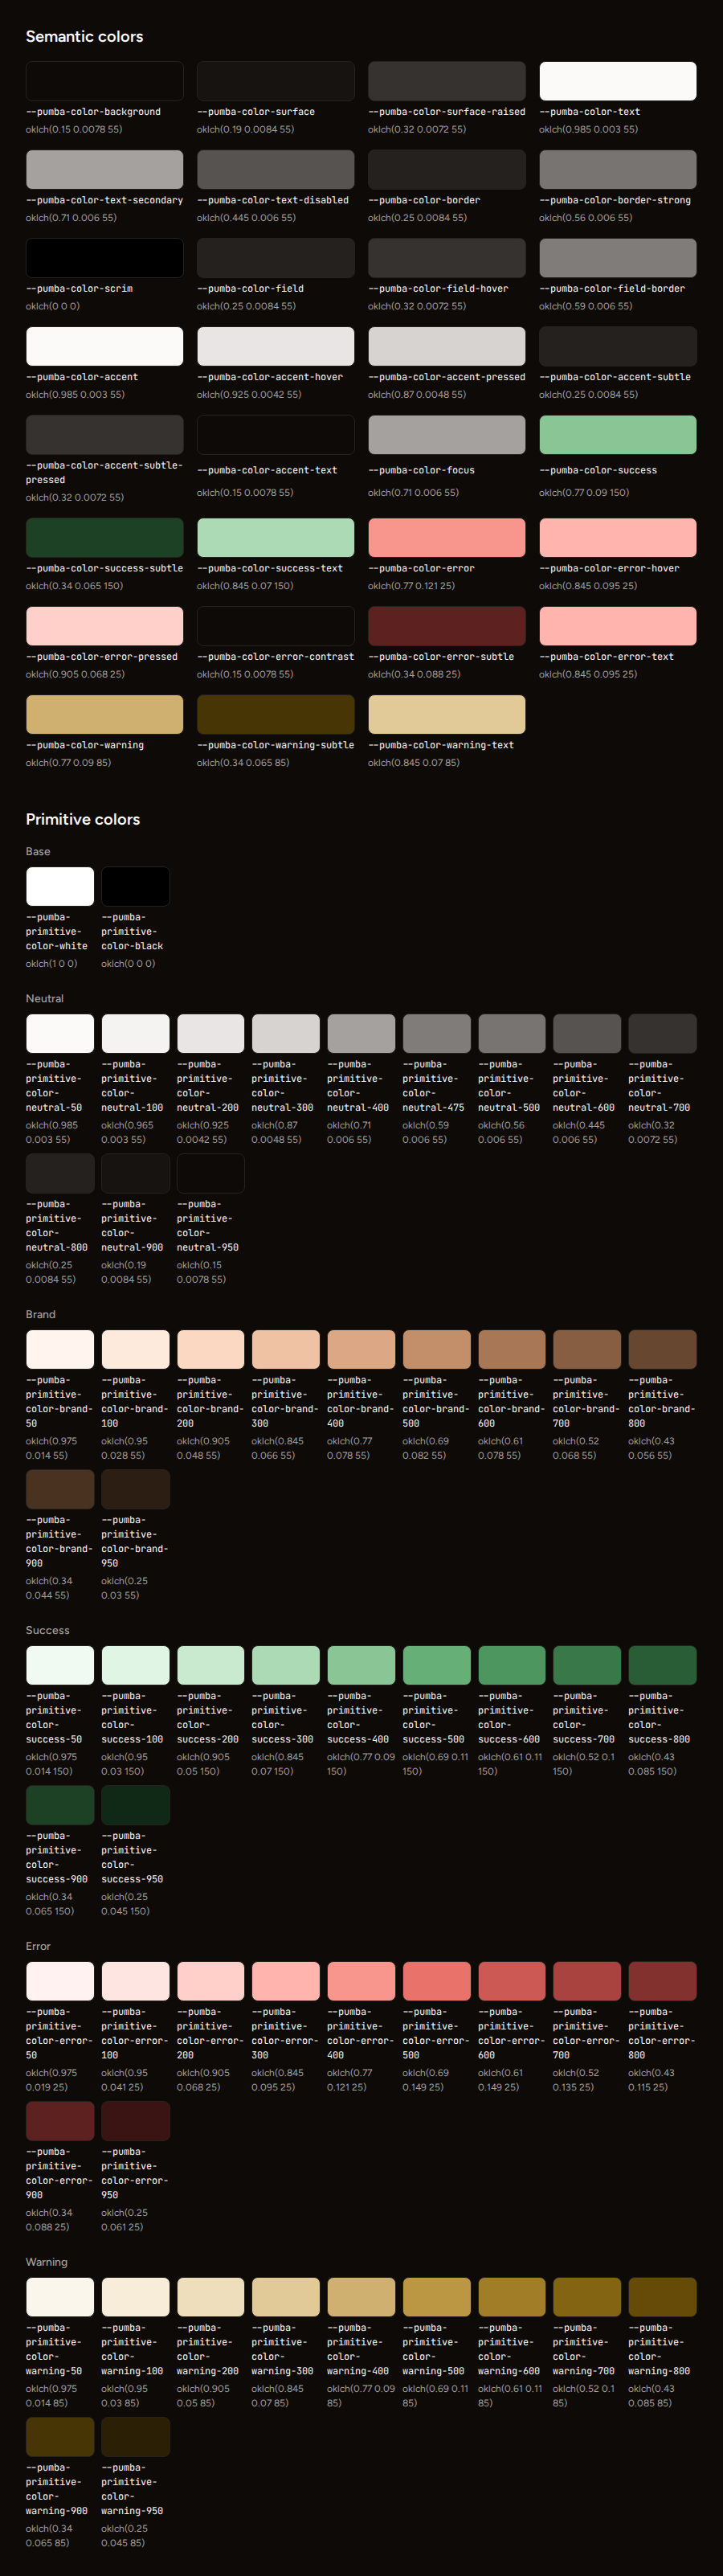 Semantic colors
--pumba-color-background
oklch(0.15 0.0078 55)
--pumba-color-surface
oklch(0.19 0.0084 55)
--pumba-color-surface-raised
oklch(0.32 0.0072 55)
--pumba-color-text
oklch(0.985 0.003 55)
--pumba-color-text-secondary
oklch(0.71 0.006 55)
--pumba-color-text-disabled
oklch(0.445 0.006 55)
--pumba-color-border
oklch(0.25 0.0084 55)
--pumba-color-border-strong
oklch(0.56 0.006 55)
--pumba-color-scrim
oklch(0 0 0)
--pumba-color-field
oklch(0.25 0.0084 55)
--pumba-color-field-hover
oklch(0.32 0.0072 55)
--pumba-color-field-border
oklch(0.59 0.006 55)
--pumba-color-accent
oklch(0.985 0.003 55)
--pumba-color-accent-hover
oklch(0.925 0.0042 55)
--pumba-color-accent-pressed
oklch(0.87 0.0048 55)
--pumba-color-accent-subtle
oklch(0.25 0.0084 55)
--pumba-color-accent-subtle-
pressed
oklch(0.32 0.0072 55)
--pumba-color-accent-text
oklch(0.15 0.0078 55)
--pumba-color-focus
oklch(0.71 0.006 55)
--pumba-color-success
oklch(0.77 0.09 150)
--pumba-color-success-subtle
oklch(0.34 0.065 150)
--pumba-color-success-text
oklch(0.845 0.07 150)
--pumba-color-error
oklch(0.77 0.121 25)
--pumba-color-error-hover
oklch(0.845 0.095 25)
--pumba-color-error-pressed
oklch(0.905 0.068 25)
--pumba-color-error-contrast
oklch(0.15 0.0078 55)
--pumba-color-error-subtle
oklch(0.34 0.088 25)
--pumba-color-error-text
oklch(0.845 0.095 25)
--pumba-color-warning
oklch(0.77 0.09 85)
--pumba-color-warning-subtle
oklch(0.34 0.065 85)
--pumba-color-warning-text
oklch(0.845 0.07 85)
Primitive colors
Base
--pumba-
primitive-
color-white
oklch(1 0 0)
--pumba-
primitive-
color-black
oklch(0 0 0)
Neutral
--pumba-
primitive-
color-
neutral-50
oklch(0.985
0.003 55)
--pumba-
primitive-
color-
neutral-100
oklch(0.965
0.003 55)
--pumba-
primitive-
color-
neutral-200
oklch(0.925
0.0042 55)
--pumba-
primitive-
color-
neutral-300
oklch(0.87
0.0048 55)
--pumba-
primitive-
color-
neutral-400
oklch(0.71
0.006 55)
--pumba-
primitive-
color-
neutral-475
oklch(0.59
0.006 55)
--pumba-
primitive-
color-
neutral-500
oklch(0.56
0.006 55)
--pumba-
primitive-
color-
neutral-600
oklch(0.445
0.006 55)
--pumba-
primitive-
color-
neutral-700
oklch(0.32
0.0072 55)
--pumba-
primitive-
color-
neutral-800
oklch(0.25
0.0084 55)
--pumba-
primitive-
color-
neutral-900
oklch(0.19
0.0084 55)
--pumba-
primitive-
color-
neutral-950
oklch(0.15
0.0078 55)
Brand
--pumba-
primitive-
color-brand-
50
oklch(0.975
0.014 55)
--pumba-
primitive-
color-brand-
100
oklch(0.95
0.028 55)
--pumba-
primitive-
color-brand-
200
oklch(0.905
0.048 55)
--pumba-
primitive-
color-brand-
300
oklch(0.845
0.066 55)
--pumba-
primitive-
color-brand-
400
oklch(0.77
0.078 55)
--pumba-
primitive-
color-brand-
500
oklch(0.69
0.082 55)
--pumba-
primitive-
color-brand-
600
oklch(0.61
0.078 55)
--pumba-
primitive-
color-brand-
700
oklch(0.52
0.068 55)
--pumba-
primitive-
color-brand-
800
oklch(0.43
0.056 55)
--pumba-
primitive-
color-brand-
900
oklch(0.34
0.044 55)
--pumba-
primitive-
color-brand-
950
oklch(0.25
0.03 55)
Success
--pumba-
primitive-
color-
success-50
oklch(0.975
0.014 150)
--pumba-
primitive-
color-
success-100
oklch(0.95
0.03 150)
--pumba-
primitive-
color-
success-200
oklch(0.905
0.05 150)
--pumba-
primitive-
color-
success-300
oklch(0.845
0.07 150)
--pumba-
primitive-
color-
success-400
oklch(0.77 0.09
150)
--pumba-
primitive-
color-
success-500
oklch(0.69 0.11
150)
--pumba-
primitive-
color-
success-600
oklch(0.61 0.11
150)
--pumba-
primitive-
color-
success-700
oklch(0.52 0.1
150)
--pumba-
primitive-
color-
success-800
oklch(0.43
0.085 150)
--pumba-
primitive-
color-
success-900
oklch(0.34
0.065 150)
--pumba-
primitive-
color-
success-950
oklch(0.25
0.045 150)
Error
--pumba-
primitive-
color-error-
50
oklch(0.975
0.019 25)
--pumba-
primitive-
color-error-
100
oklch(0.95
0.041 25)
--pumba-
primitive-
color-error-
200
oklch(0.905
0.068 25)
--pumba-
primitive-
color-error-
300
oklch(0.845
0.095 25)
--pumba-
primitive-
color-error-
400
oklch(0.77
0.121 25)
--pumba-
primitive-
color-error-
500
oklch(0.69
0.149 25)
--pumba-
primitive-
color-error-
600
oklch(0.61
0.149 25)
--pumba-
primitive-
color-error-
700
oklch(0.52
0.135 25)
--pumba-
primitive-
color-error-
800
oklch(0.43
0.115 25)
--pumba-
primitive-
color-error-
900
oklch(0.34
0.088 25)
--pumba-
primitive-
color-error-
950
oklch(0.25
0.061 25)
Warning
--pumba-
primitive-
color-
warning-50
oklch(0.975
0.014 85)
--pumba-
primitive-
color-
warning-100
oklch(0.95
0.03 85)
--pumba-
primitive-
color-
warning-200
oklch(0.905
0.05 85)
--pumba-
primitive-
color-
warning-300
oklch(0.845
0.07 85)
--pumba-
primitive-
color-
warning-400
oklch(0.77 0.09
85)
--pumba-
primitive-
color-
warning-500
oklch(0.69 0.11
85)
--pumba-
primitive-
color-
warning-600
oklch(0.61 0.11
85)
--pumba-
primitive-
color-
warning-700
oklch(0.52 0.1
85)
--pumba-
primitive-
color-
warning-800
oklch(0.43
0.085 85)
--pumba-
primitive-
color-
warning-900
oklch(0.34
0.065 85)
--pumba-
primitive-
color-
warning-950
oklch(0.25
0.045 85)